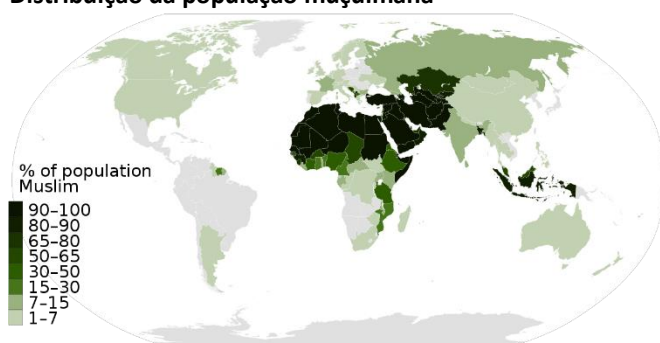 Distribuição da população muçulmana
% of population
Muslim
90–100
80–90
65–80
50–65
30–50
15–30
7–15
1–7